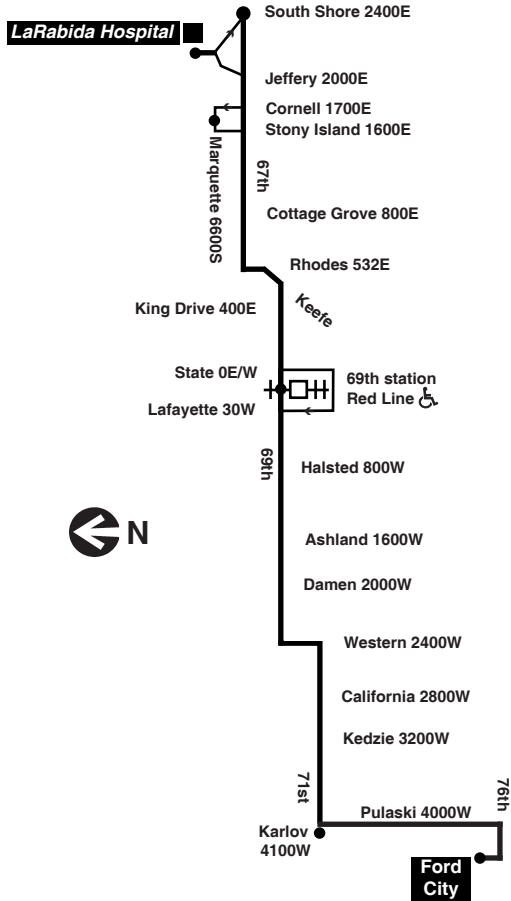 South Shore 2400E
LaRabida Hospital
Jeffery 2000E
Cornell 1700E
Stony Island 1600E
Marquette 6600S
67th
Cottage Grove 800E
Rhodes 532E
Keefe
King Drive 400E
State 0E/W
69th station
Red Line
Lafayette 30W
69th
Halsted 800W
N
Ashland 1600W
Damen 2000W
Western 2400W
California 2800W
Kedzie 3200W
71st
76th
Pulaski 4000W
Karlov
4100W
Ford
City